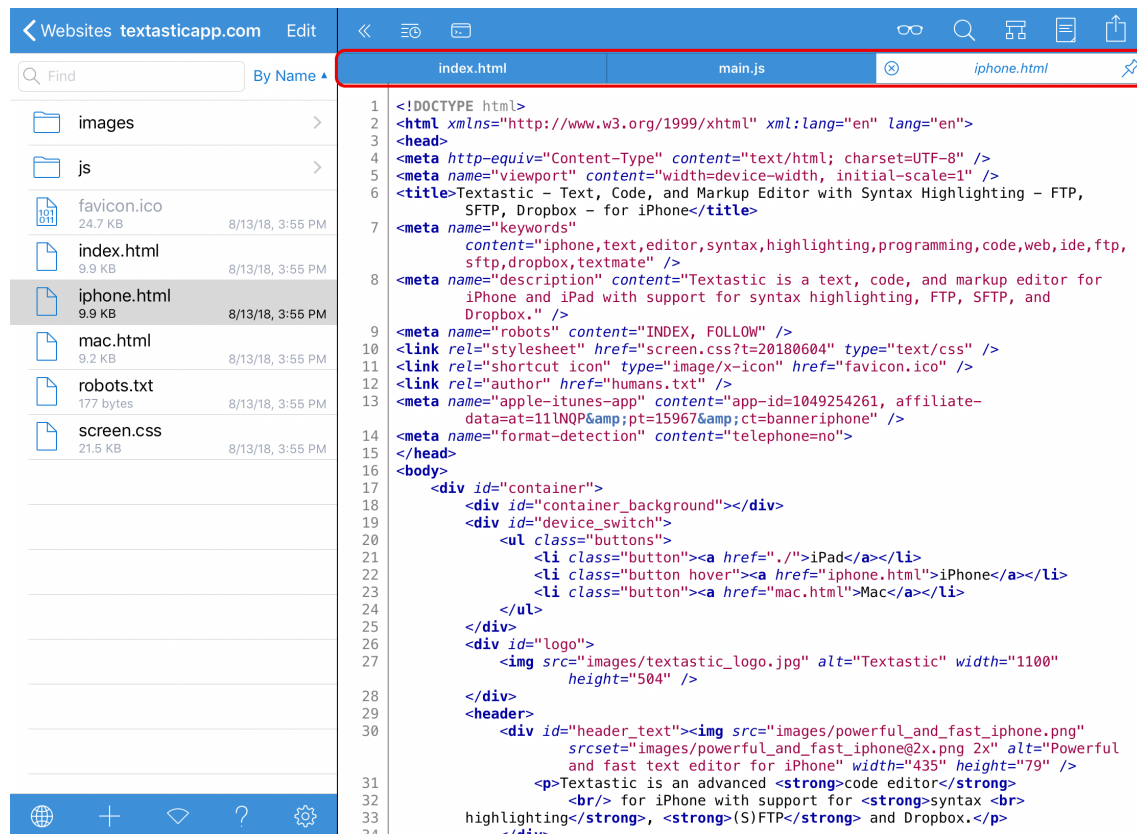 Websites textasticapp.com Edit
Find
By Name ▲
images
js
favicon.ico
24.7 KB 8/13/18, 3:55 PM
index.html
9.9 KB 8/13/18, 3:55 PM
iphone.html
9.9 KB 8/13/18, 3:55 PM
mac.html
9.2 KB 8/13/18, 3:55 PM
robots.txt
177 bytes 8/13/18, 3:55 PM
screen.css
21.5 KB 8/13/18, 3:55 PM
index.html main.js iphone.html
1 <!DOCTYPE html>
2 <html xmlns="http://www.w3.org/1999/xhtml" xml:lang="en" lang="en">
3 <head>
4 <meta http-equiv="Content-Type" content="text/html; charset=UTF-8" />
5 <meta name="viewport" content="width=device-width, initial-scale=1" />
6 <title>Textastic – Text, Code, and Markup Editor with Syntax Highlighting – FTP,
SFTP, Dropbox – for iPhone</title>
7 <meta name="keywords"
content="iphone,text,editor,syntax,highlighting,programming,code,web,ide,ftp,
sftp,dropbox,textmate" />
8 <meta name="description" content="Textastic is a text, code, and markup editor for
iPhone and iPad with support for syntax highlighting, FTP, SFTP, and
Dropbox." />
9 <meta name="robots" content="INDEX, FOLLOW" />
10 <link rel="stylesheet" href="screen.css?t=20180604" type="text/css" />
11 <link rel="shortcut icon" type="image/x-icon" href="favicon.ico" />
12 <link rel="author" href="humans.txt" />
13 <meta name="apple-itunes-app" content="app-id=1049254261, affiliate-
data=at=11lNQP&amp;pt=15967&amp;ct=banneriphone" />
14 <meta name="format-detection" content="telephone=no">
15 </head>
16 <body>
17 <div id="container">
18 <div id="container_background"></div>
19 <div id="device_switch">
20 <ul class="buttons">
21 <li class="button"><a href="./">iPad</a></li>
22 <li class="button hover"><a href="iphone.html">iPhone</a></li>
23 <li class="button"><a href="mac.html">Mac</a></li>
24 </ul>
25 </div>
26 <div id="logo">
27 <img src="images/textastic_logo.jpg" alt="Textastic" width="1100"
height="504" />
28 </div>
29 <header>
30 <div id="header_text"><img src="images/powerful_and_fast_iphone.png"
srcset="images/powerful_and_fast_iphone@2x.png 2x" alt="Powerful
and fast text editor for iPhone" width="435" height="79" />
31 <p>Textastic is an advanced <strong>code editor</strong>
32 <br/> for iPhone with support for <strong>syntax <br>
33 highlighting</strong>, <strong>(S)FTP</strong> and Dropbox.</p>
34 </div>